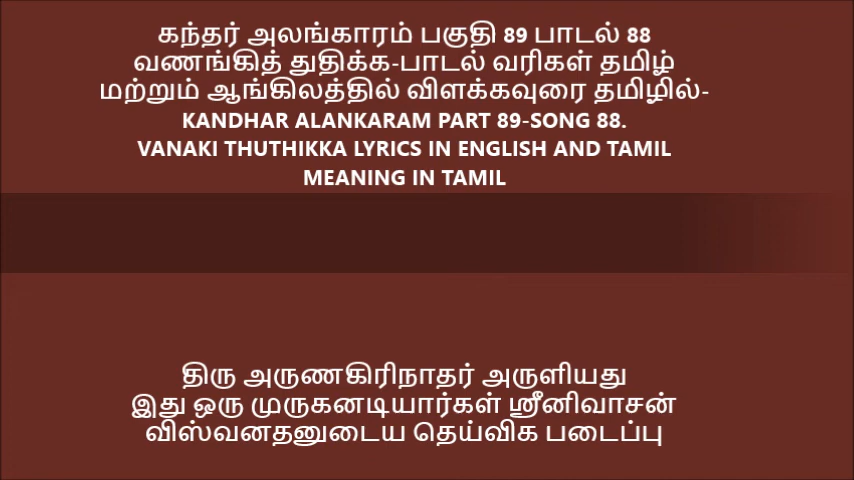 கந்தர் அலங்காரம் பகுதி 89 பாடல் 88
வணங்கித் துதிக்க-பாடல் வரிகள் தமிழ்
மற்றும் ஆங்கிலத்தில் விளக்கவுரை தமிழில்-
KANDHAR ALANKARAM PART 89-SONG 88.
VANAKI THUTHIKKA LYRICS IN ENGLISH AND TAMIL
MEANING IN TAMIL
திரு அருணகிரிநாதர் அருளியது
இது ஒரு முருகனடியார்கள் ஸ்ரீனிவாசன்
விஸ்வனதனுடைய தெய்விக படைப்பு